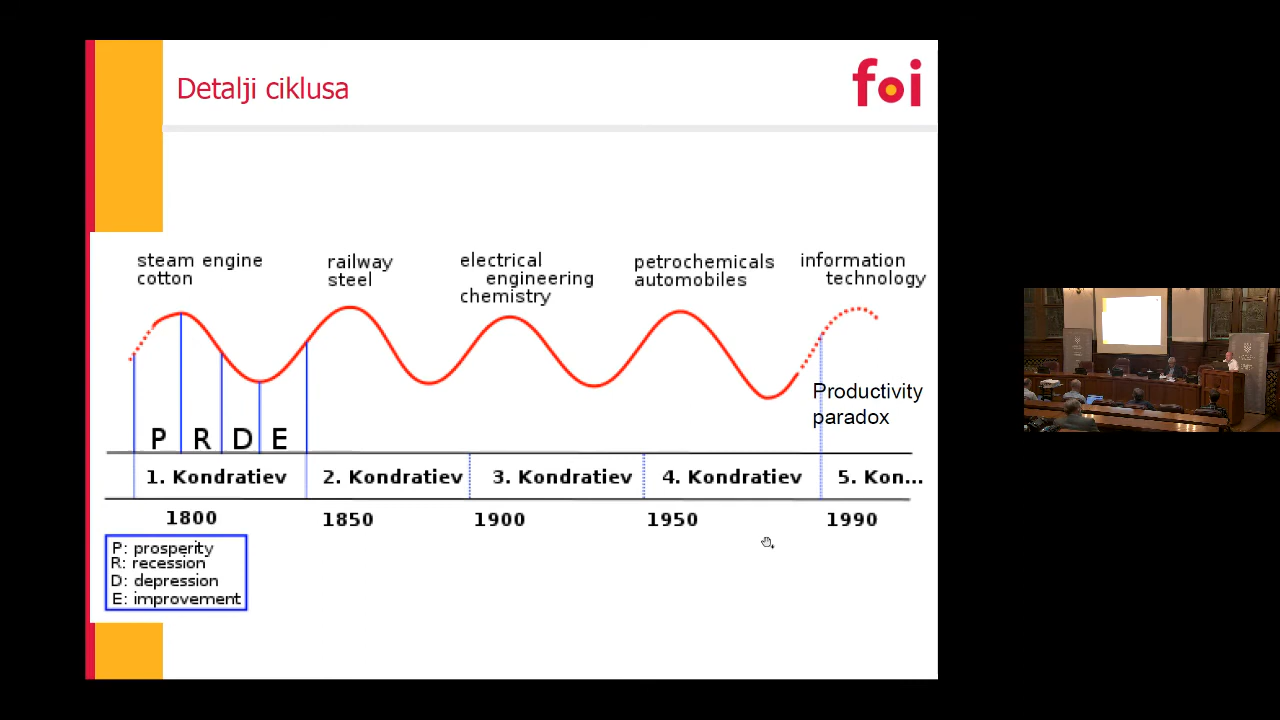 Detalji ciklusa
foi
steam engine
cotton
railway
steel
electrical
engineering
chemistry
petrochemicals
automobiles
information
technology
Productivity
paradox
P R D E
1. Kondratiev
2. Kondratiev
3. Kondratiev
4. Kondratiev
5. Kon...
1800
1850
1900
1950
1990
P: prosperity
R: recession
D: depression
E: improvement